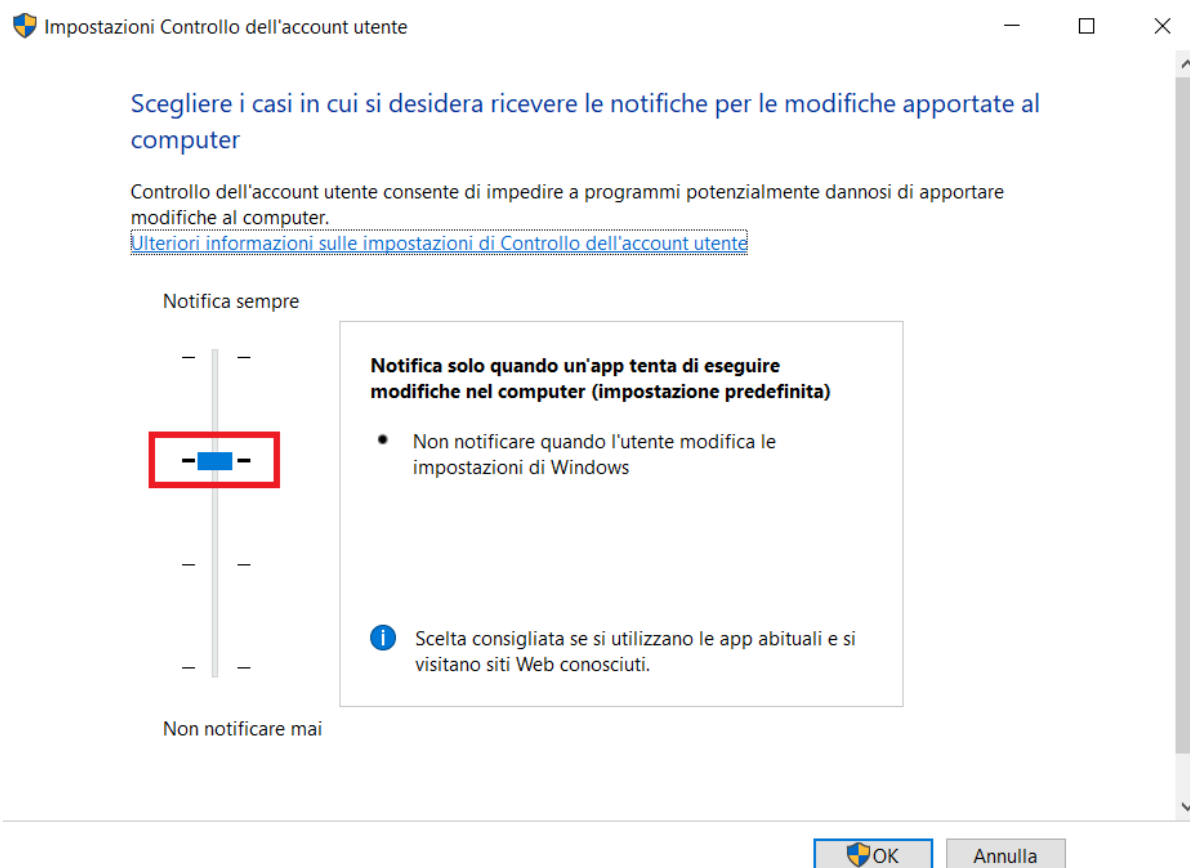 Impostazioni Controllo dell'account utente
Scegliere i casi in cui si desidera ricevere le notifiche per le modifiche apportate al
computer
Controllo dell'account utente consente di impedire a programmi potenzialmente dannosi di apportare
modifiche al computer.
Ulteriori informazioni sulle impostazioni di Controllo dell'account utente
Notifica sempre
Notifica solo quando un'app tenta di eseguire
modifiche nel computer (impostazione predefinita)
Non notificare quando l'utente modifica le
impostazioni di Windows
Scelta consigliata se si utilizzano le app abituali e si
visitano siti Web conosciuti.
Non notificare mai
OK
Annulla